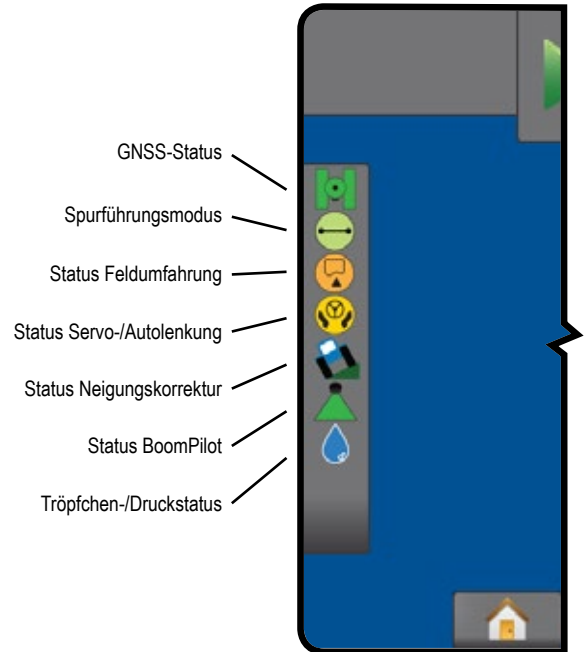 GNSS-Status
Spurführungsmodus
Status Feldumfahrung
Status Servo-/Autolenkung
Status Neigungskorrektur
Status BoomPilot
Tröpfchen-/Druckstatus